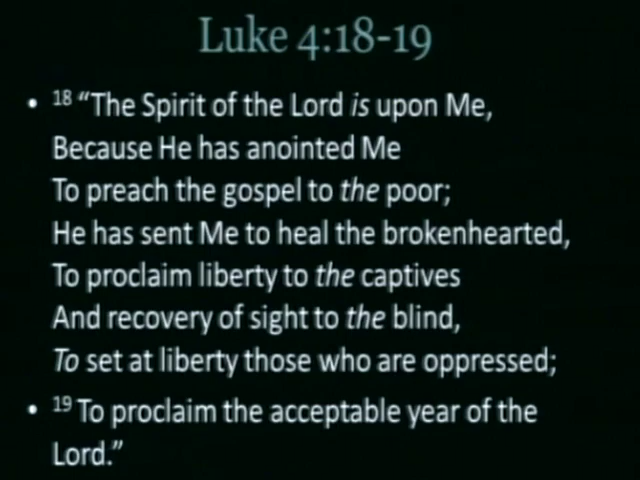 Luke 4:18-19
• 18 “The Spirit of the Lord is upon Me,
Because He has anointed Me
To preach the gospel to the poor;
He has sent Me to heal the brokenhearted,
To proclaim liberty to the captives
And recovery of sight to the blind,
To set at liberty those who are oppressed;
• 19 To proclaim the acceptable year of the
Lord.”